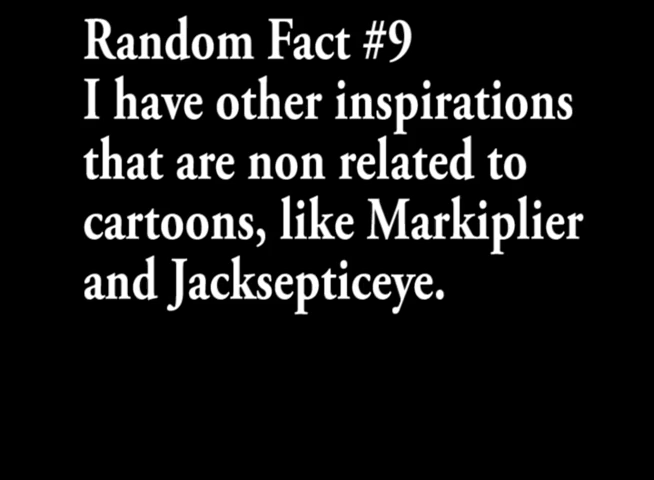 Random Fact #9
I have other inspirations
that are non related to
cartoons, like Markiplier
and Jacksepticeye.